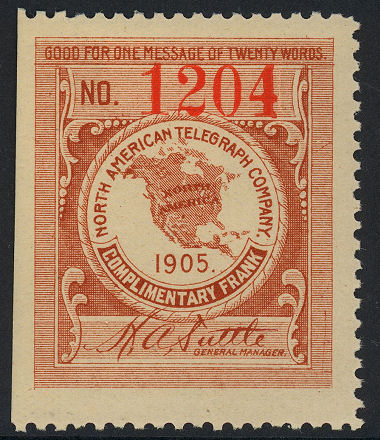 GOOD FOR ONE MESSAGE OF TWENTY WORDS.
NO. 1204
NORTH AMERICAN TELEGRAPH COMPANY
NORTH
AMERICA
1905.
COMPLIMENTARY FRANK
H A Tuttle
GENERAL MANAGER.